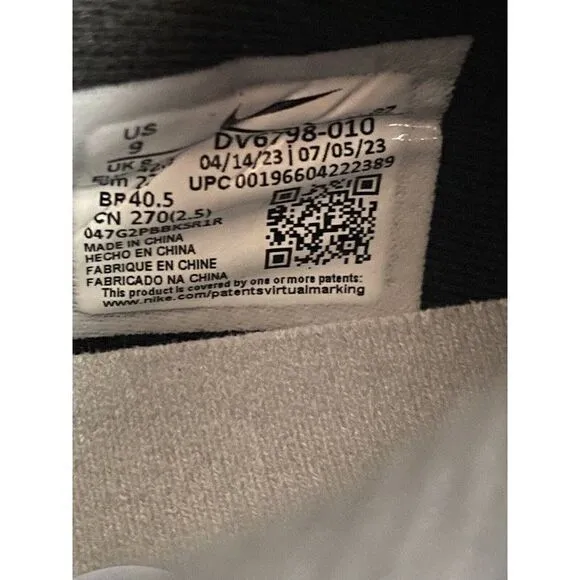 US
9
DV6798-010
UK
04/14/23 | 07/05/23
UPC 00196604222389
BR 40.5
CN 270(2.5)
MADE IN CHINA
HECHO EN CHINA
FABRIQUE EN CHINE
FABRICADO NA CHINA
This product is covered by one or more patents:
www.nike.com/patentsvirtualmarking